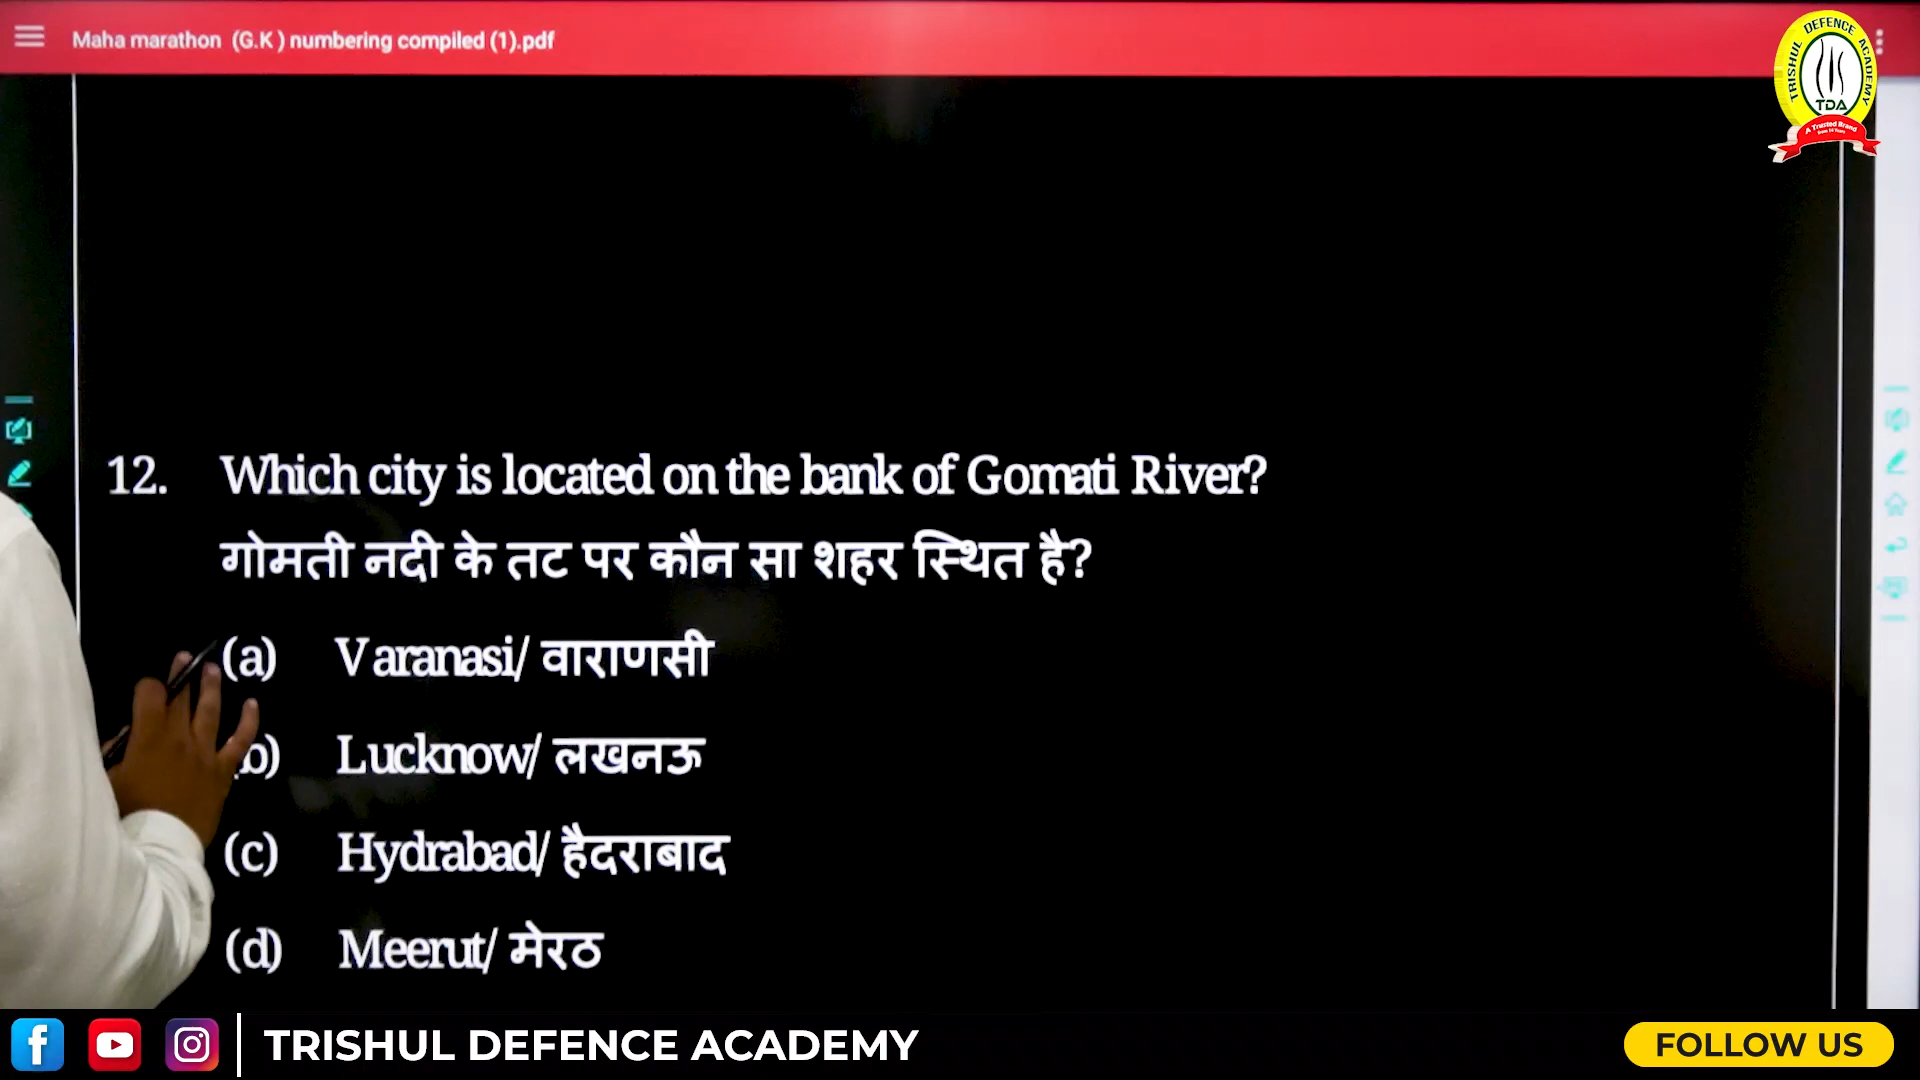 Maha marathon (G.K ) numbering compiled (1).pdf
TRISHUL DEFENCE ACADEMY
TDA
A Trusted Brand
12. Which city is located on the bank of Gomati River?
गोमती नदी के तट पर कौन सा शहर स्थित है?
(a) Varanasi/ वाराणसी
b) Lucknow/ लखनऊ
(c) Hydrabad/ हैदराबाद
(d) Meerut/ मेरठ
TRISHUL DEFENCE ACADEMY
FOLLOW US